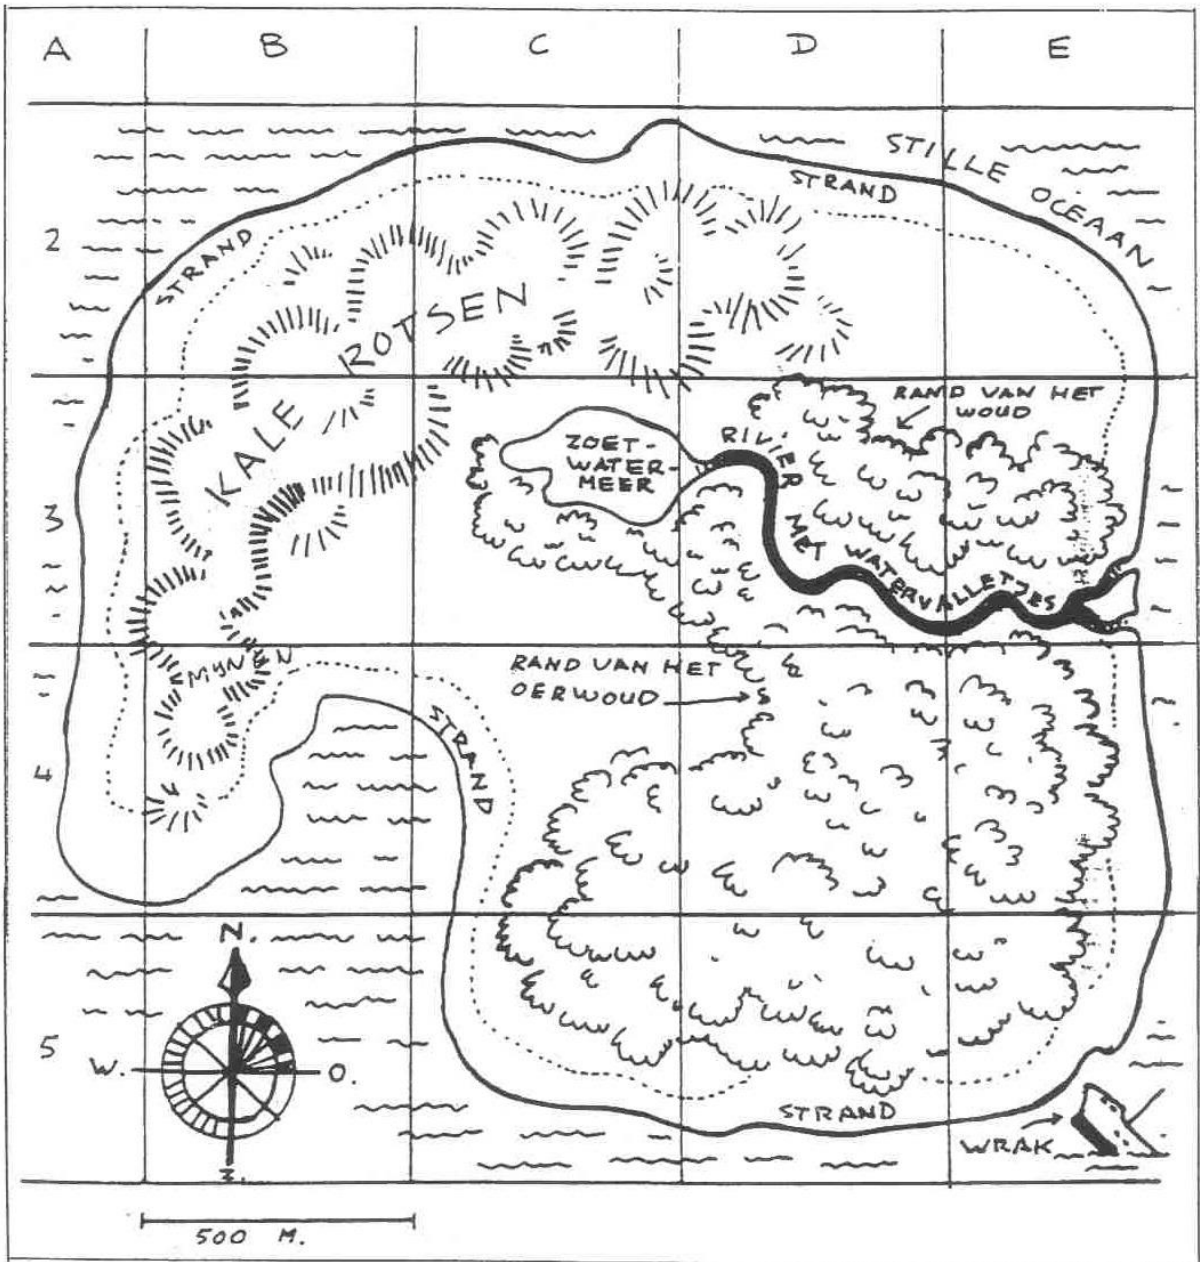 A B C D E
STILLE OCEAAN
STRAND
2
STRAND
KALE ROTSEN
RAND VAN HET
WOUD
ZOET-
WATER-
MEER
RIVIER MET WATERVALLETJES
3
MYNEN
RAND VAN HET
OERWOUD
STRAND
4
N.
5
W.
O.
Z.
STRAND
WRAK
500 M.